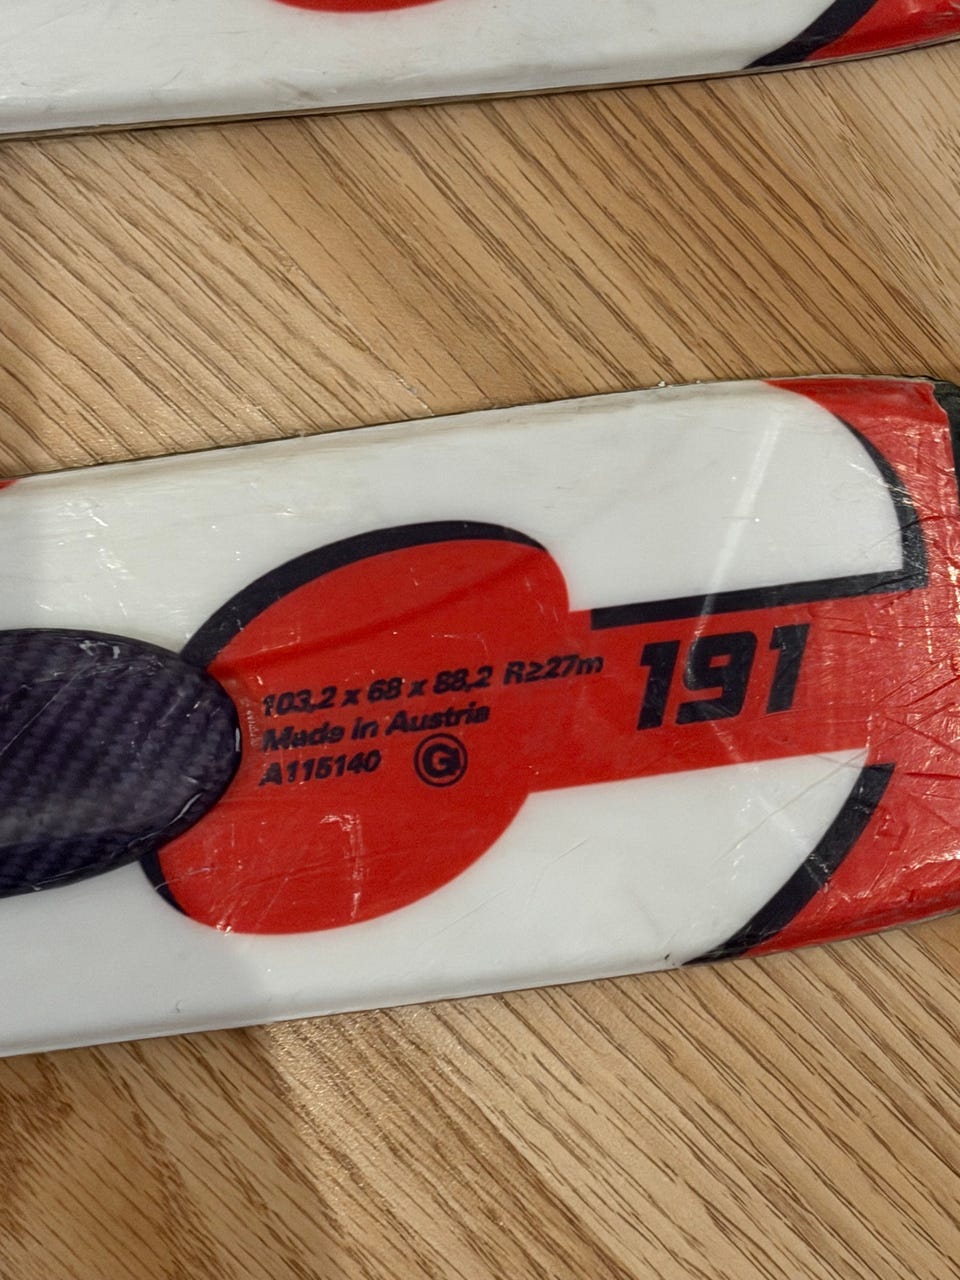 103,2 x 68 x 88,2 R≥27m
191
Made in Austria
A115140 G